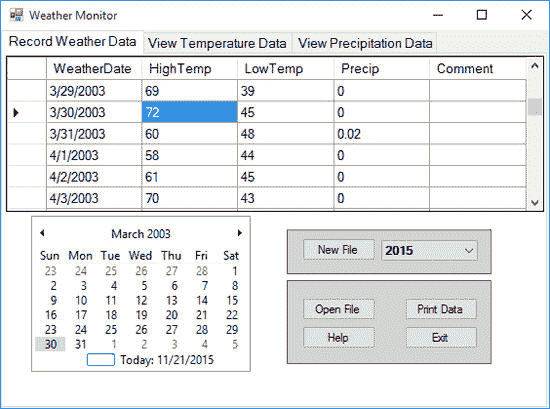 Weather Monitor
Record Weather Data View Temperature Data View Precipitation Data
WeatherDate HighTemp LowTemp Precip Comment
3/29/2003 69 39 0
3/30/2003 72 45 0
3/31/2003 60 48 0.02
4/1/2003 58 44 0
4/2/2003 61 45 0
4/3/2003 70 43 0
March 2003
Sun Mon Tue Wed Thu Fri Sat
23 24 25 26 27 28 1
2 3 4 5 6 7 8
9 10 11 12 13 14 15
16 17 18 19 20 21 22
23 24 25 26 27 28 29
30 31 1 2 3 4 5
Today: 11/21/2015
New File 2015
Open File Print Data
Help Exit